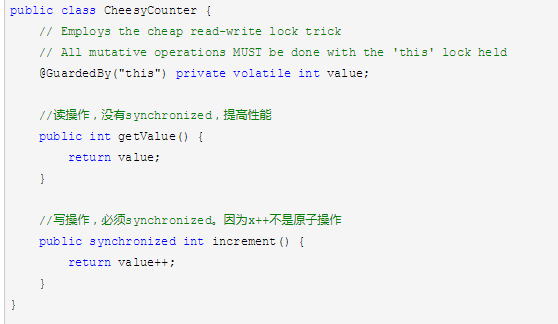 public class CheesyCounter {
// Employs the cheap read-write lock trick
// All mutative operations MUST be done with the 'this' lock held
@GuardedBy("this") private volatile int value;
//读操作，没有synchronized，提高性能
public int getValue() {
return value;
}
//写操作，必须synchronized。因为x++不是原子操作
public synchronized int increment() {
return value++;
}
}